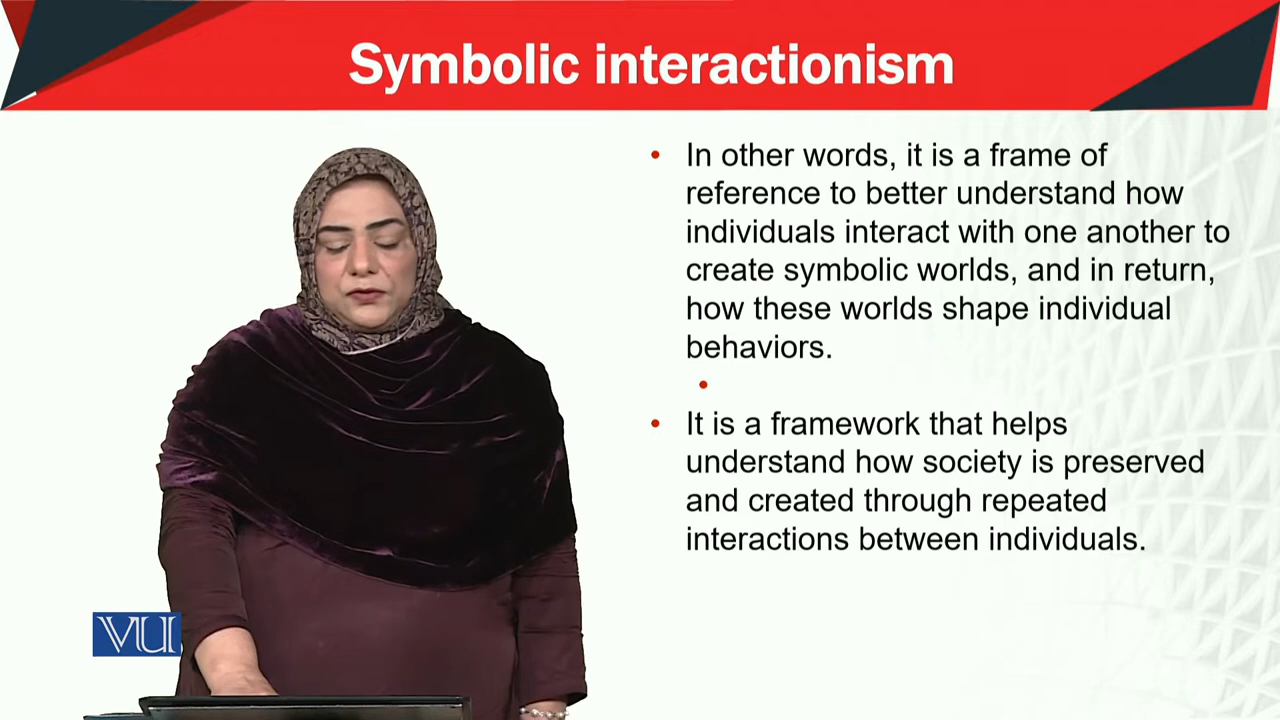 Symbolic interactionism
• In other words, it is a frame of
reference to better understand how
individuals interact with one another to
create symbolic worlds, and in return,
how these worlds shape individual
behaviors.
•
• It is a framework that helps
understand how society is preserved
and created through repeated
interactions between individuals.
VU